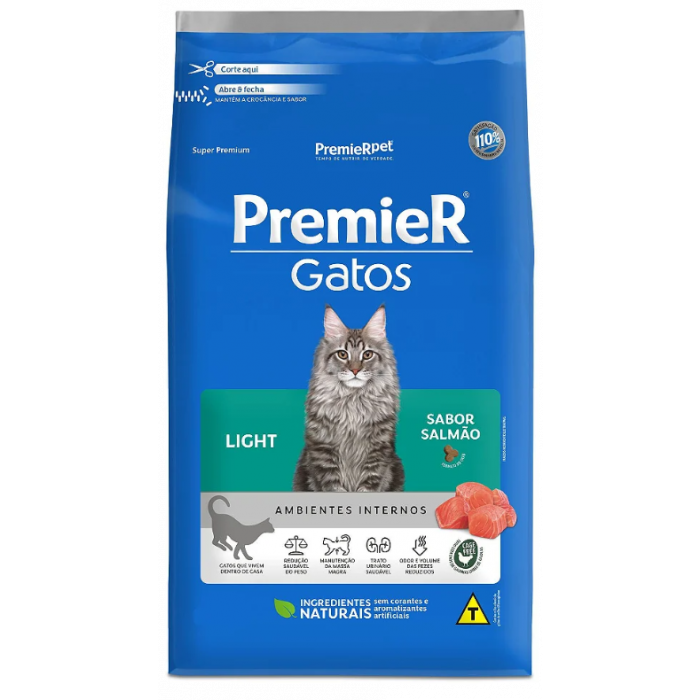 Corte aqui
Abre & fecha
MANTÉM A CROCÂNCIA E SABOR
Super Premium
PremieRpet
110%
PremieR®
Gatos
LIGHT
SABOR
SALMÃO
AMBIENTES INTERNOS
GATOS QUE VIVEM
DENTRO DE CASA
REDUÇÃO
SAUDÁVEL
DO PESO
MANUTENÇÃO
DA MASSA
MAGRA
TRATO
URINÁRIO
SAUDÁVEL
ODOR E VOLUME
DAS FEZES
REDUZIDOS
CAGE
FREE
INGREDIENTES
NATURAIS
sem corantes e
aromatizantes
artificiais
T